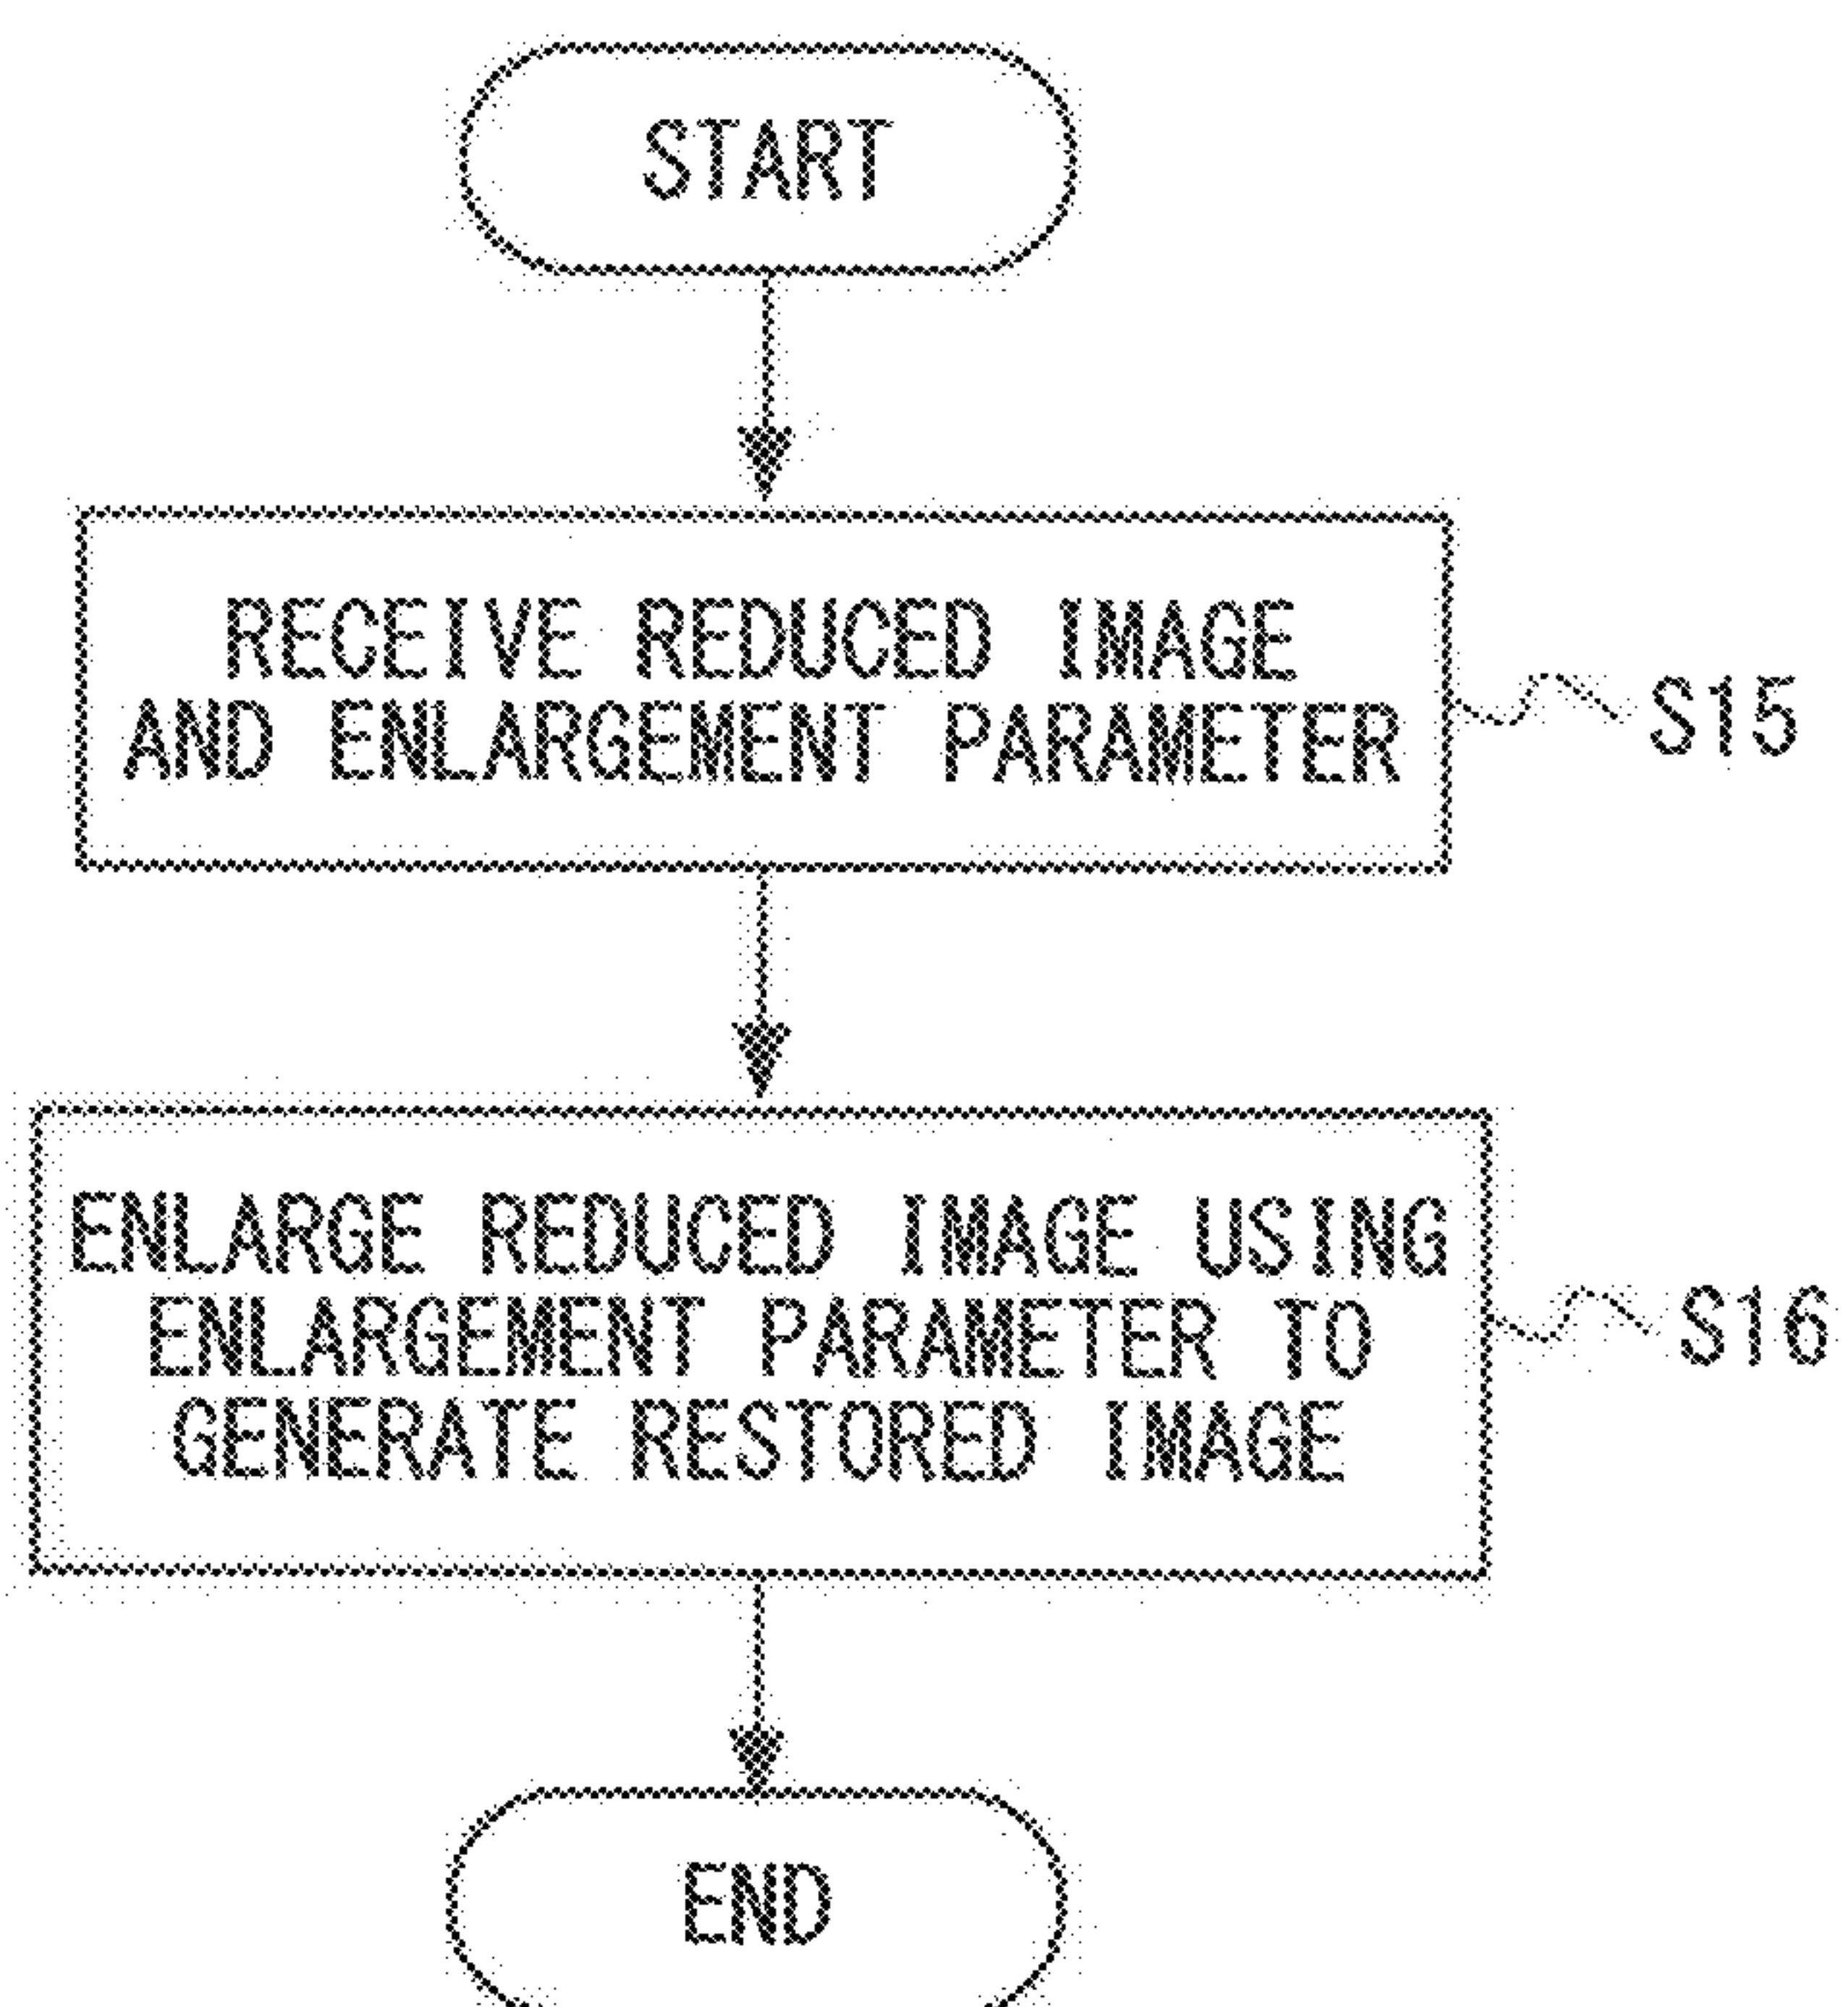 START
RECEIVE REDUCED IMAGE
AND ENLARGEMENT PARAMETER
S15
ENLARGE REDUCED IMAGE USING
ENLARGEMENT PARAMETER TO
GENERATE RESTORED IMAGE
S16
END